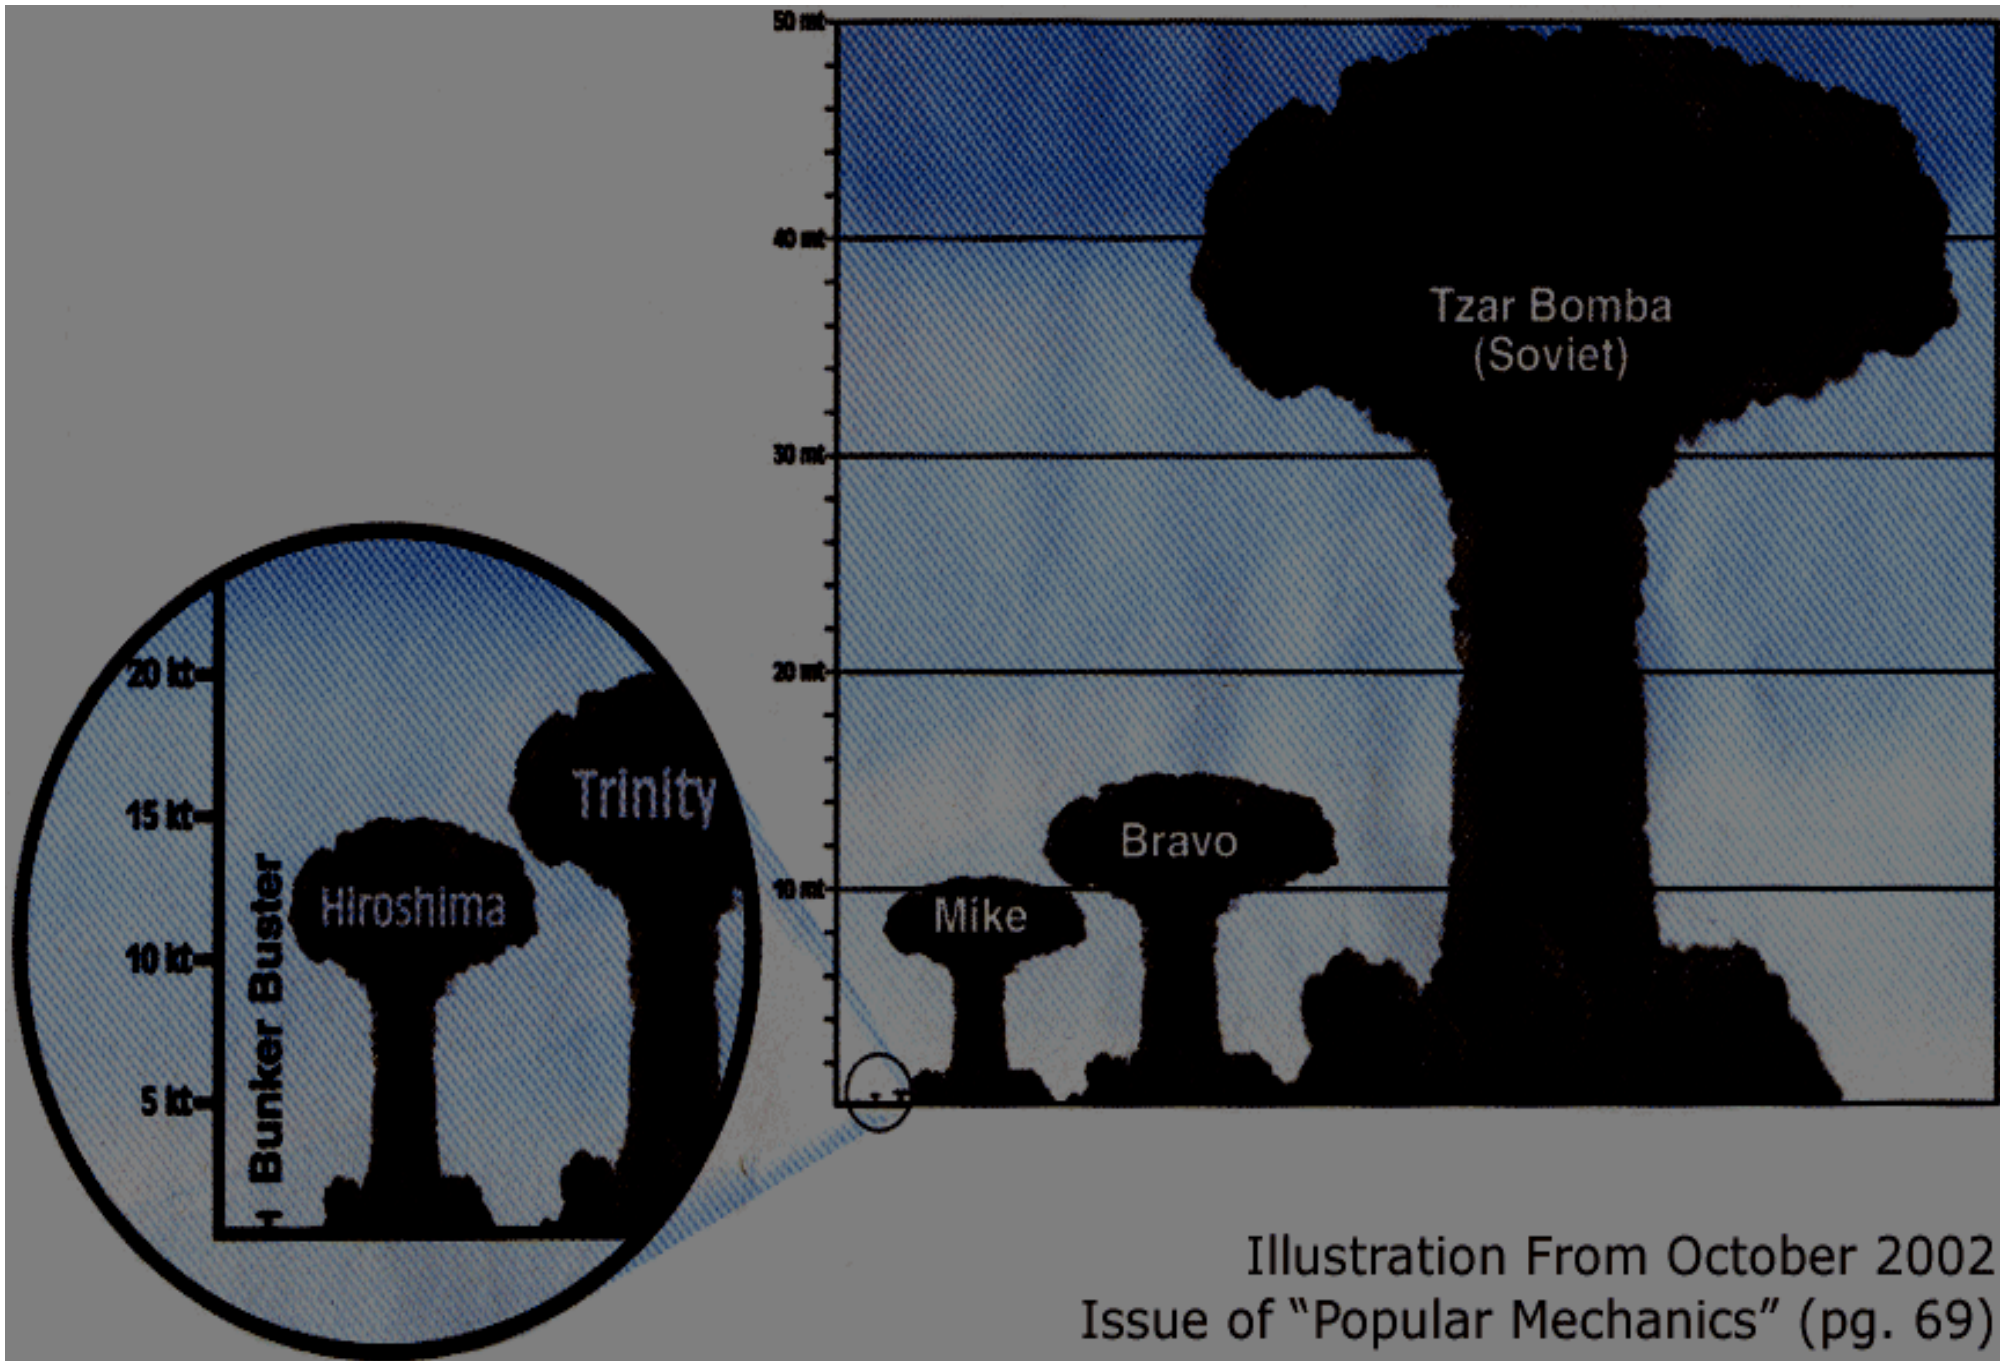 50 mt
40 mt
30 mt
20 mt
10 mt
Tzar Bomba
(Soviet)
Bravo
Mike
20 kt
15 kt
10 kt
5 kt
Bunker Buster
Hiroshima
Trinity
Illustration From October 2002
Issue of “Popular Mechanics” (pg. 69)